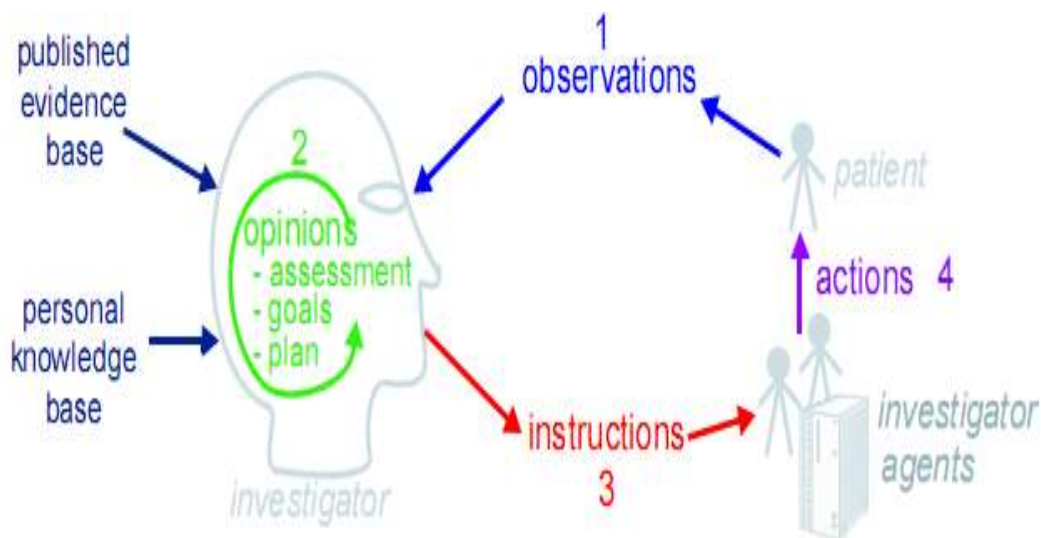 published
evidence
base
personal
knowledge
base
2
opinions
- assessment
- goals
- plan
investigator
1
observations
patient
actions 4
investigator
agents
instructions
3